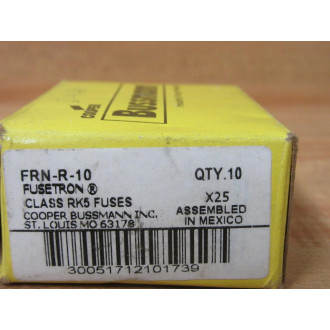 COOPER Bussmann
FRN-R-10 QTY.10
FUSETRON®
CLASS RK5 FUSES X25
COOPER BUSSMANN INC. ASSEMBLED
ST. LOUIS MO 63178 IN MEXICO
30051712101739